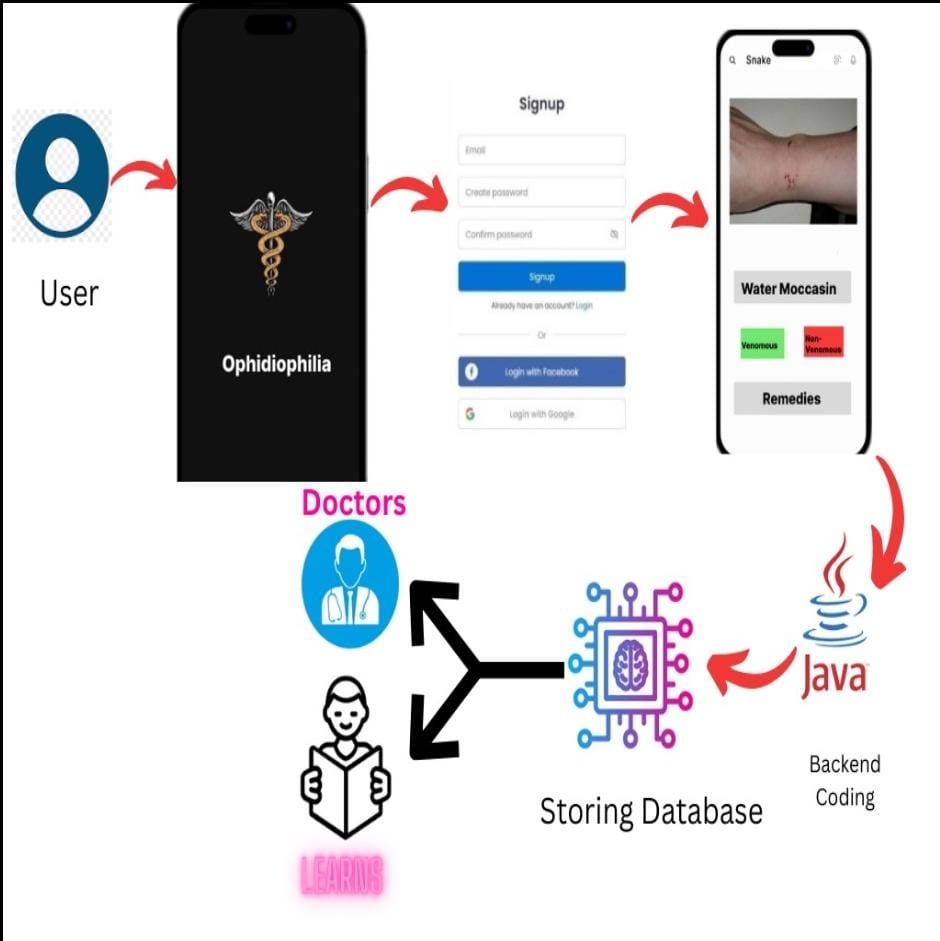 User
Ophidiophilia
Signup
Email
Create password
Confirm password
Signup
Already have an account? Login
Or
Login with Facebook
Login with Google
Snake
Water Moccasin
Venomous
Non-
Venomous
Remedies
Doctors
LEARNS
Storing Database
Java
Backend
Coding